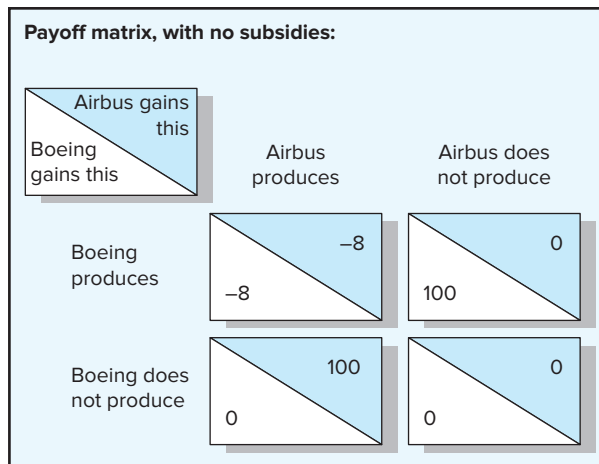 Payoff matrix, with no subsidies:
Airbus gains
this
Boeing
gains this
Airbus
produces
Airbus does
not produce
Boeing
produces
–8
–8
0
100
Boeing does
not produce
100
0
0
0